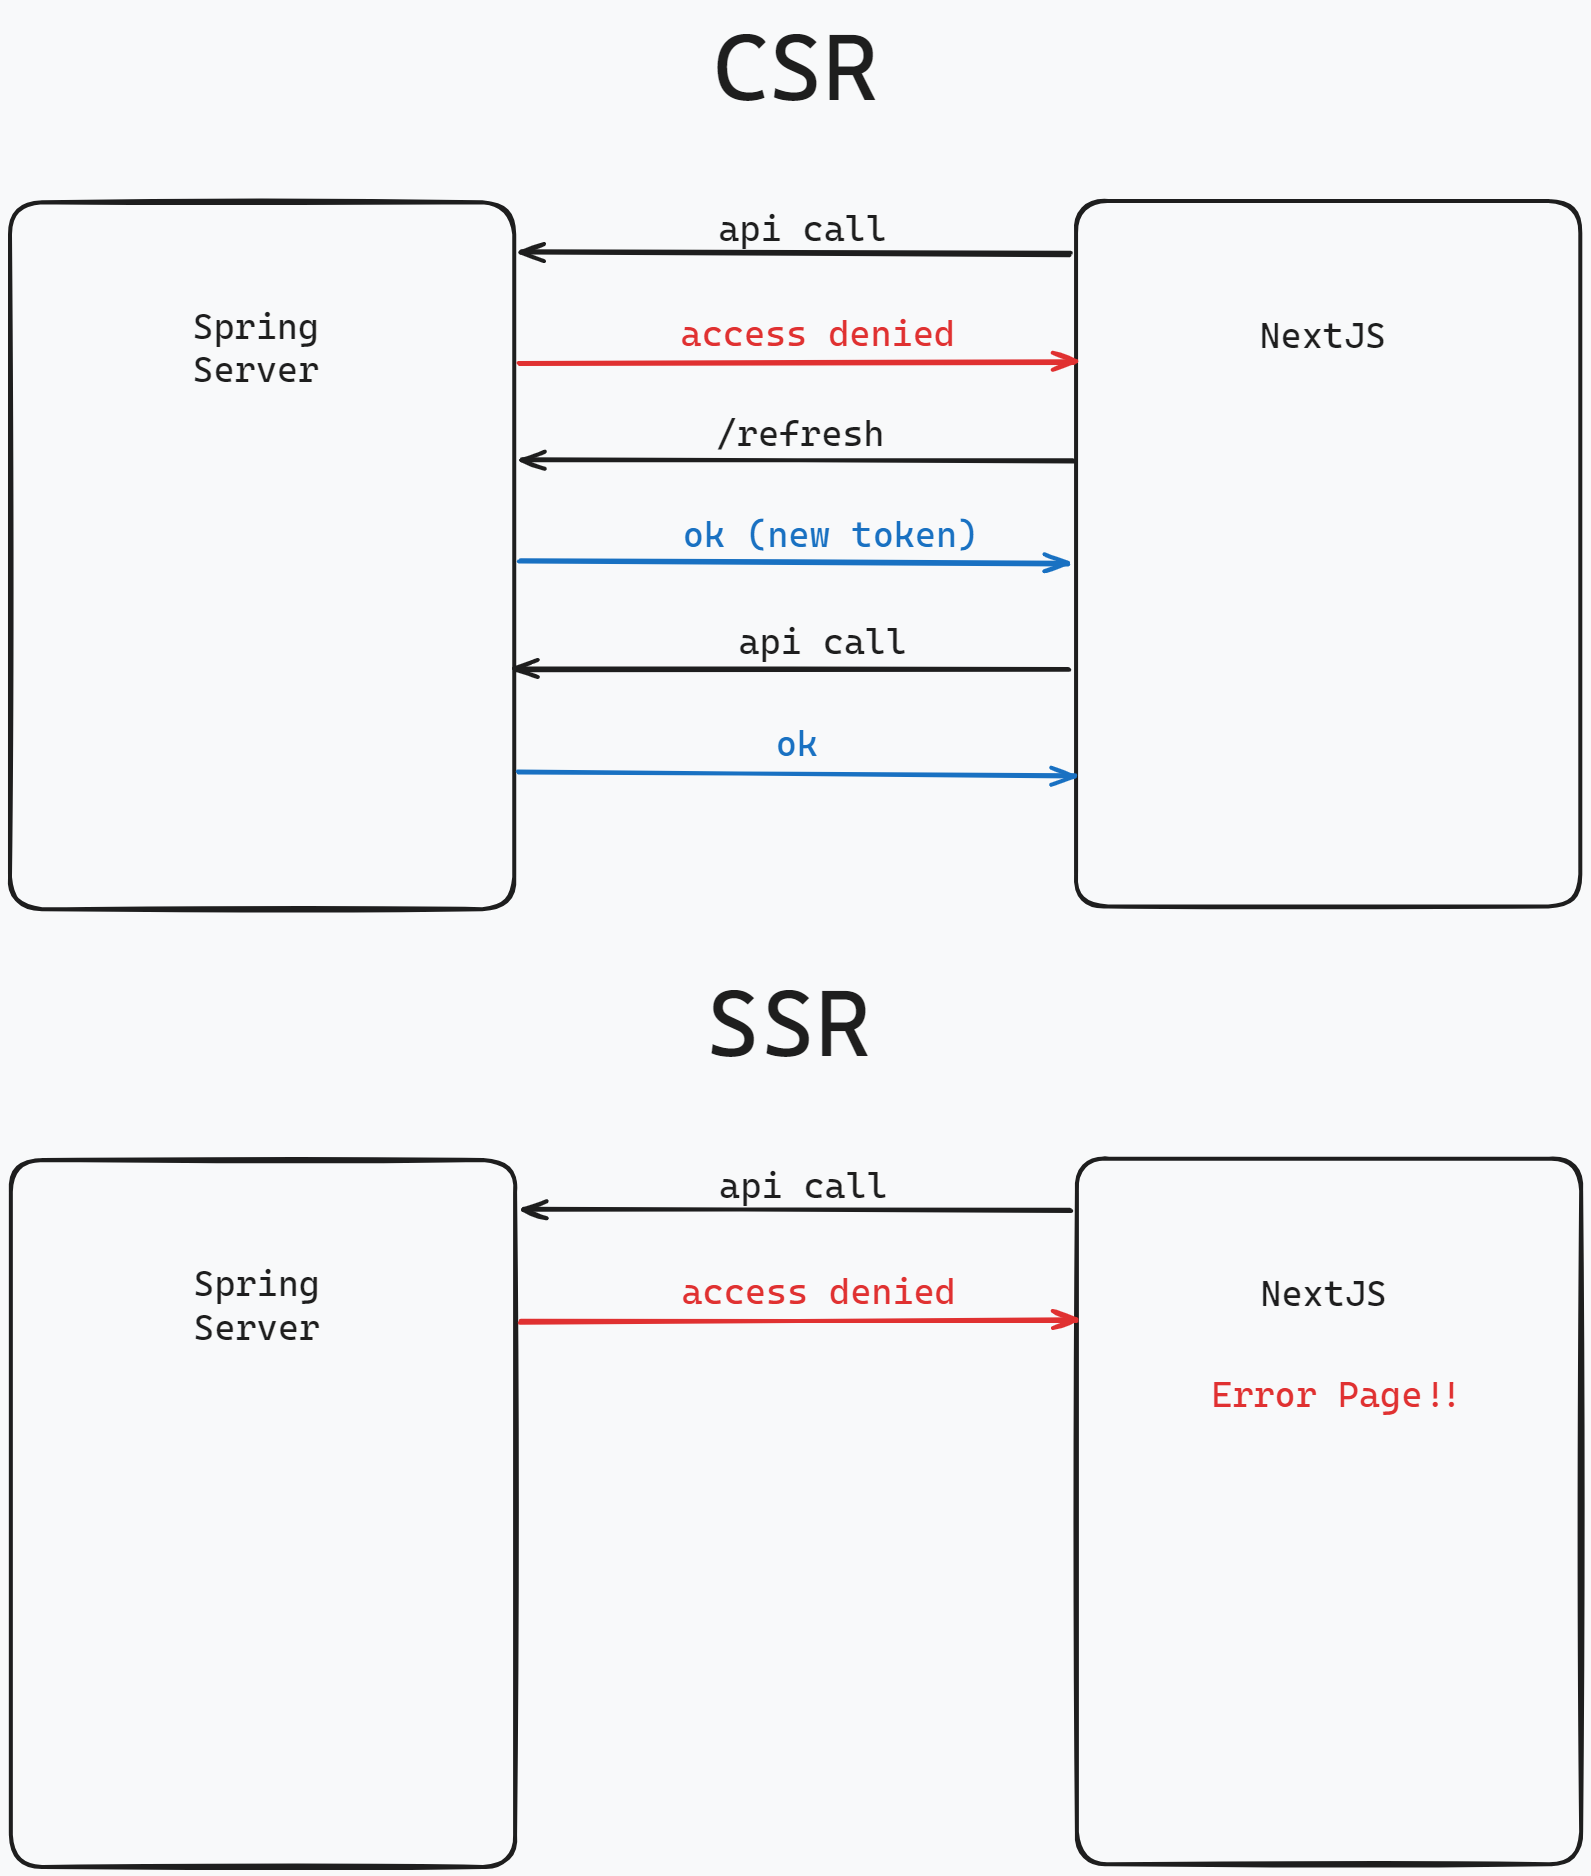 CSR
api call
Spring
Server
access denied
NextJS
/refresh
ok (new token)
api call
ok
SSR
api call
Spring
Server
access denied
NextJS
Error Page!!